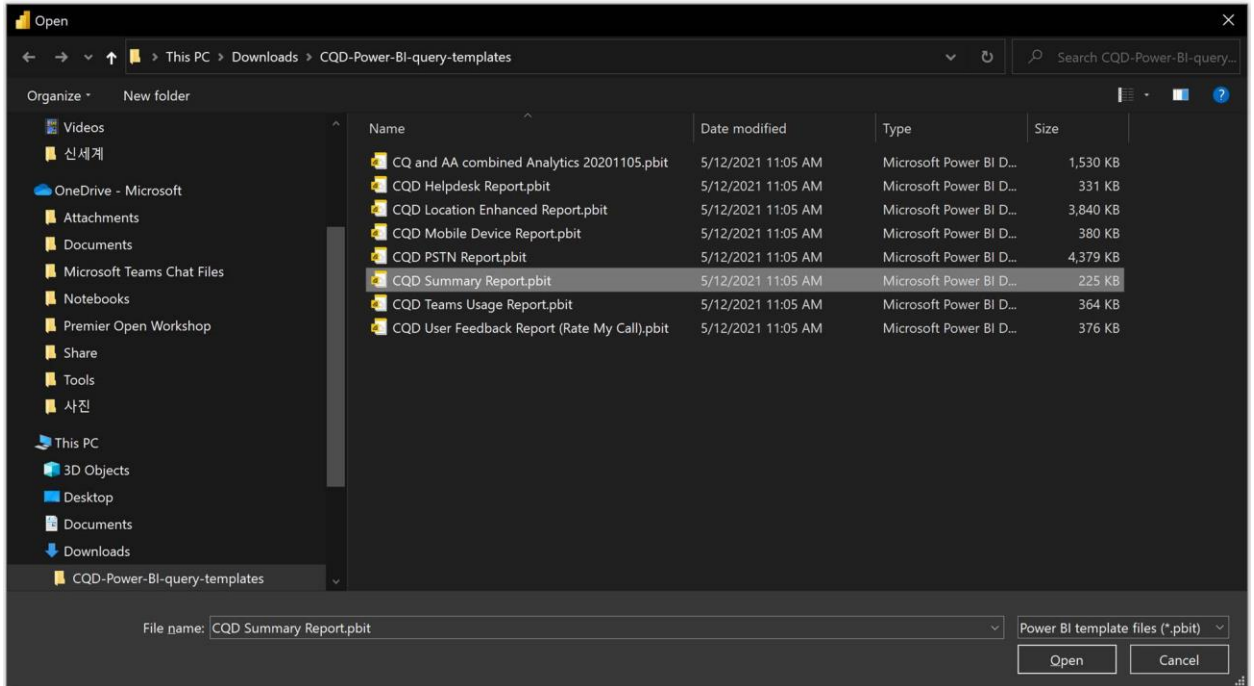 Open
This PC > Downloads > CQD-Power-BI-query-templates
Search CQD-Power-BI-query...
Organize
New folder
Videos
신세계
OneDrive - Microsoft
Attachments
Documents
Microsoft Teams Chat Files
Notebooks
Premier Open Workshop
Share
Tools
사진
This PC
3D Objects
Desktop
Documents
Downloads
CQD-Power-BI-query-templates
Name Date modified Type Size
CQ and AA combined Analytics 20201105.pbit 5/12/2021 11:05 AM Microsoft Power BI D... 1,530 KB
CQD Helpdesk Report.pbit 5/12/2021 11:05 AM Microsoft Power BI D... 331 KB
CQD Location Enhanced Report.pbit 5/12/2021 11:05 AM Microsoft Power BI D... 3,840 KB
CQD Mobile Device Report.pbit 5/12/2021 11:05 AM Microsoft Power BI D... 380 KB
CQD PSTN Report.pbit 5/12/2021 11:05 AM Microsoft Power BI D... 4,379 KB
CQD Summary Report.pbit 5/12/2021 11:05 AM Microsoft Power BI D... 225 KB
CQD Teams Usage Report.pbit 5/12/2021 11:05 AM Microsoft Power BI D... 364 KB
CQD User Feedback Report (Rate My Call).pbit 5/12/2021 11:05 AM Microsoft Power BI D... 376 KB
File name: CQD Summary Report.pbit
Power BI template files (*.pbit)
Open
Cancel